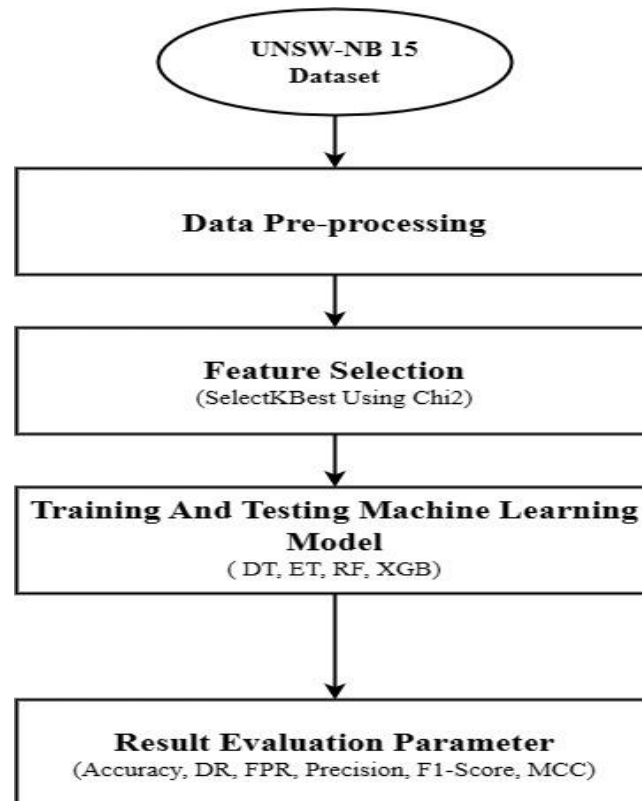 UNSW-NB 15
Dataset
Data Pre-processing
Feature Selection
(SelectKBest Using Chi2)
Training And Testing Machine Learning
Model
( DT, ET, RF, XGB)
Result Evaluation Parameter
(Accuracy, DR, FPR, Precision, F1-Score, MCC)